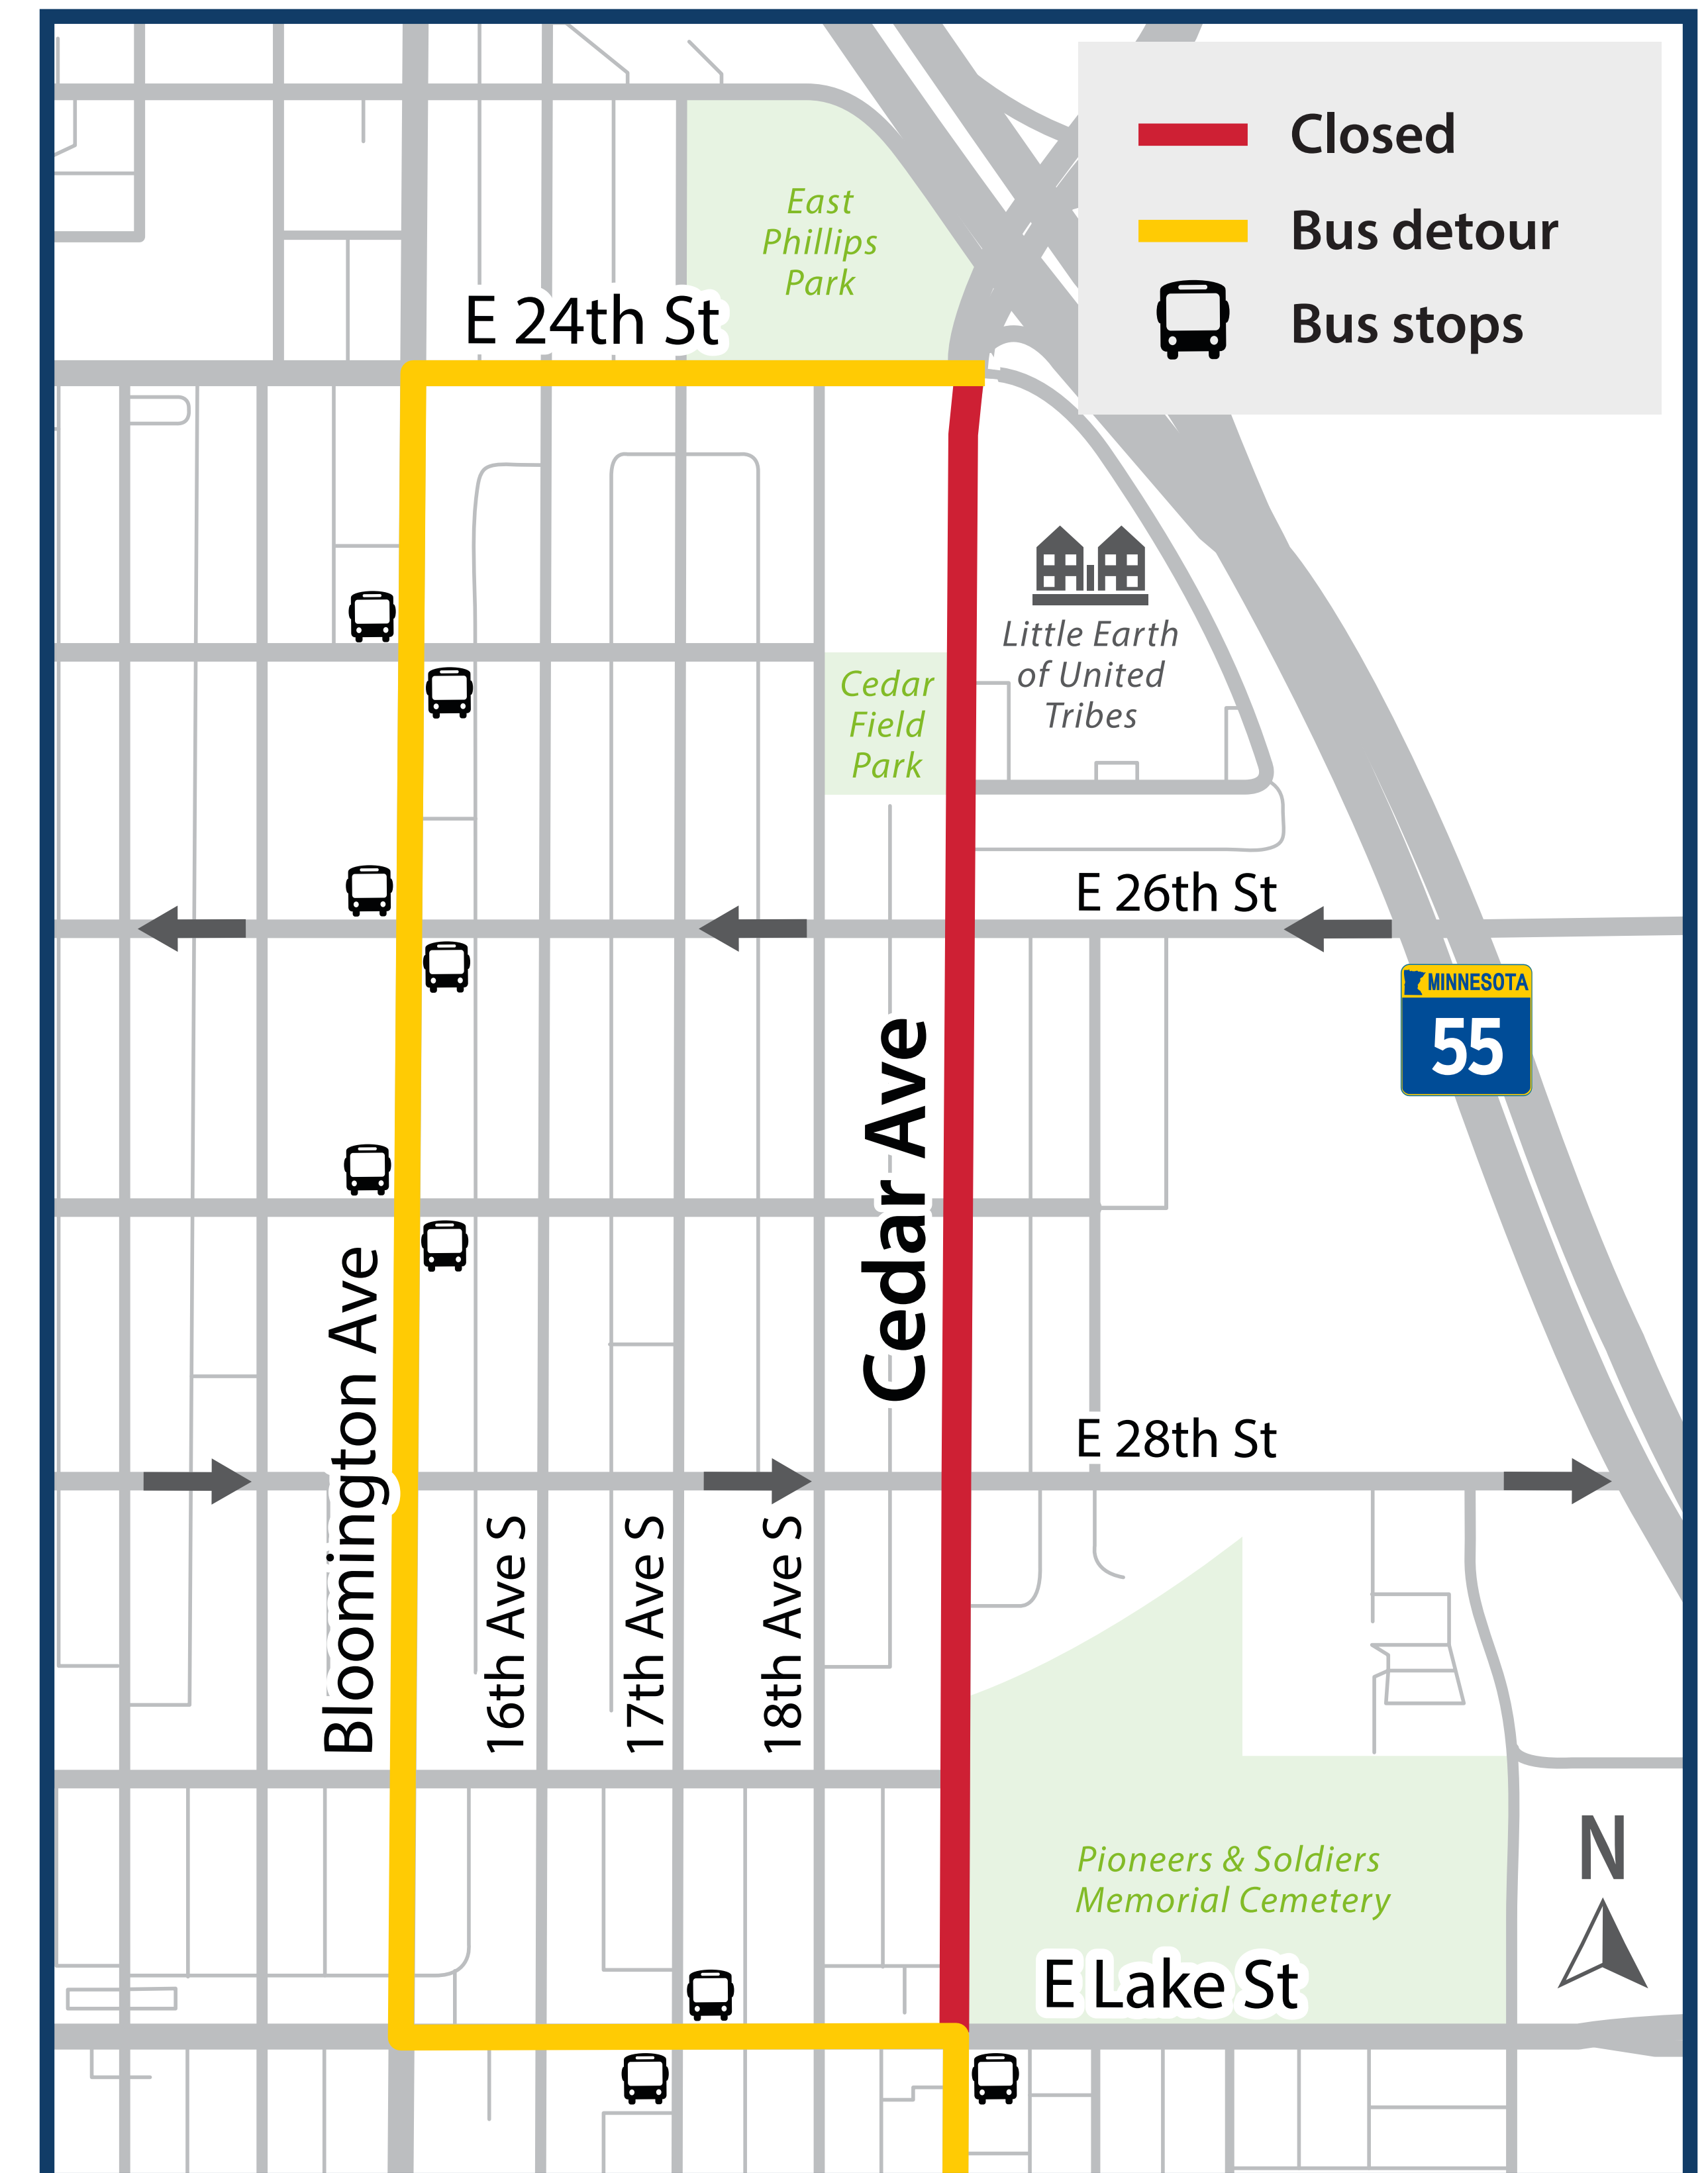 Closed
Bus detour
Bus stops
East
Phillips
Park
E 24th St
Little Earth
of United
Tribes
Cedar
Field
Park
E 26th St
MINNESOTA
55
Cedar Ave
Bloomington Ave
E 28th St
16th Ave S
17th Ave S
18th Ave S
N
Pioneers & Soldiers
Memorial Cemetery
E Lake St